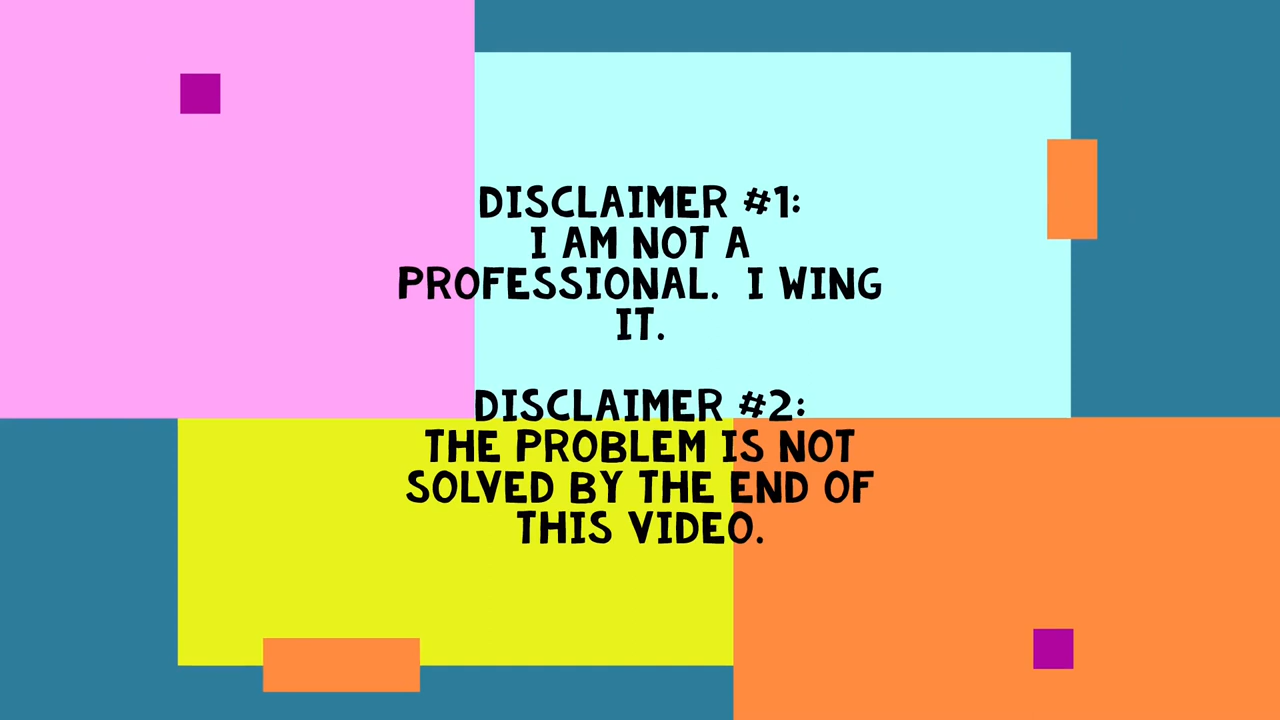 DISCLAIMER #1:
I AM NOT A
PROFESSIONAL.  I WING
IT.
DISCLAIMER #2:
THE PROBLEM IS NOT
SOLVED BY THE END OF
THIS VIDEO.